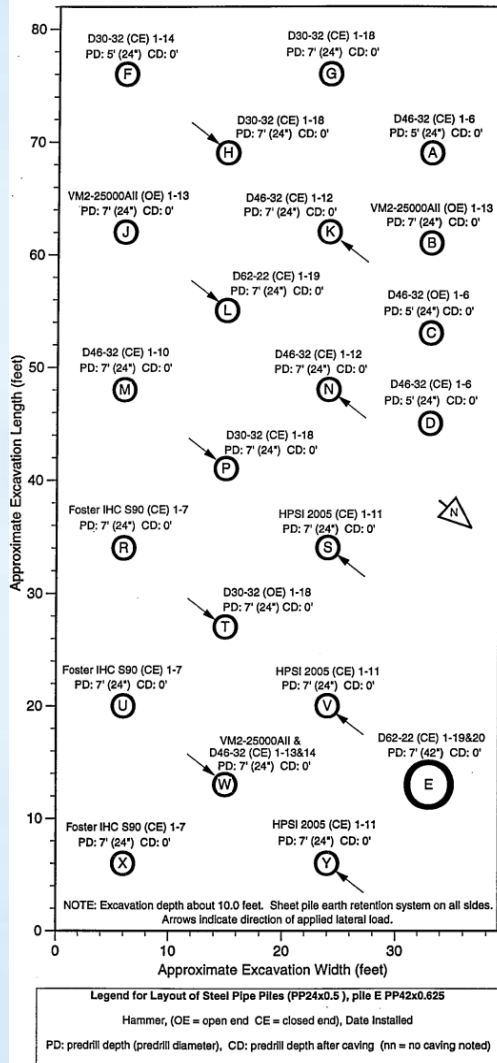 80
70
60
50
40
30
20
10
0
Approximate Excavation Length (feet)
D30-32 (CE) 1-14
PD: 5' (24") CD: 0'
F
D30-32 (CE) 1-18
PD: 7' (24") CD: 0'
G
D30-32 (CE) 1-18
PD: 7' (24") CD: 0'
H
D46-32 (CE) 1-6
PD: 5' (24") CD: 0'
A
VM2-25000AII (OE) 1-13
PD: 7' (24") CD: 0'
J
D46-32 (CE) 1-12
PD: 7' (24") CD: 0'
K
VM2-25000AII (OE) 1-13
PD: 7' (24") CD: 0'
B
D62-22 (CE) 1-19
PD: 7' (24") CD: 0'
L
D46-32 (OE) 1-6
PD: 5' (24") CD: 0'
C
D46-32 (CE) 1-10
PD: 7' (24") CD: 0'
M
D46-32 (CE) 1-12
PD: 7' (24") CD: 0'
N
D46-32 (CE) 1-6
PD: 5' (24") CD: 0'
D
D30-32 (CE) 1-18
PD: 7' (24") CD: 0'
P
N
Foster IHC S90 (CE) 1-7
PD: 7' (24") CD: 0'
R
HPSI 2005 (CE) 1-11
PD: 7' (24") CD: 0'
S
D30-32 (OE) 1-18
PD: 7' (24") CD: 0'
T
Foster IHC S90 (CE) 1-7
PD: 7' (24") CD: 0'
U
HPSI 2005 (CE) 1-11
PD: 7' (24") CD: 0'
V
VM2-25000AII &
D46-32 (CE) 1-13&14
PD: 7' (24") CD: 0'
W
D62-22 (CE) 1-19&20
PD: 7' (42") CD: 0'
E
Foster IHC S90 (CE) 1-7
PD: 7' (24") CD: 0'
X
HPSI 2005 (CE) 1-11
PD: 7' (24") CD: 0'
Y
NOTE: Excavation depth about 10.0 feet. Sheet pile earth retention system on all sides.
Arrows indicate direction of applied lateral load.
0 10 20 30
Approximate Excavation Width (feet)
Legend for Layout of Steel Pipe Piles (PP24x0.5 ), pile E PP42x0.625
Hammer, (OE = open end CE = closed end), Date Installed
PD: predrill depth (predrill diameter), CD: predrill depth after caving (nn = no caving noted)